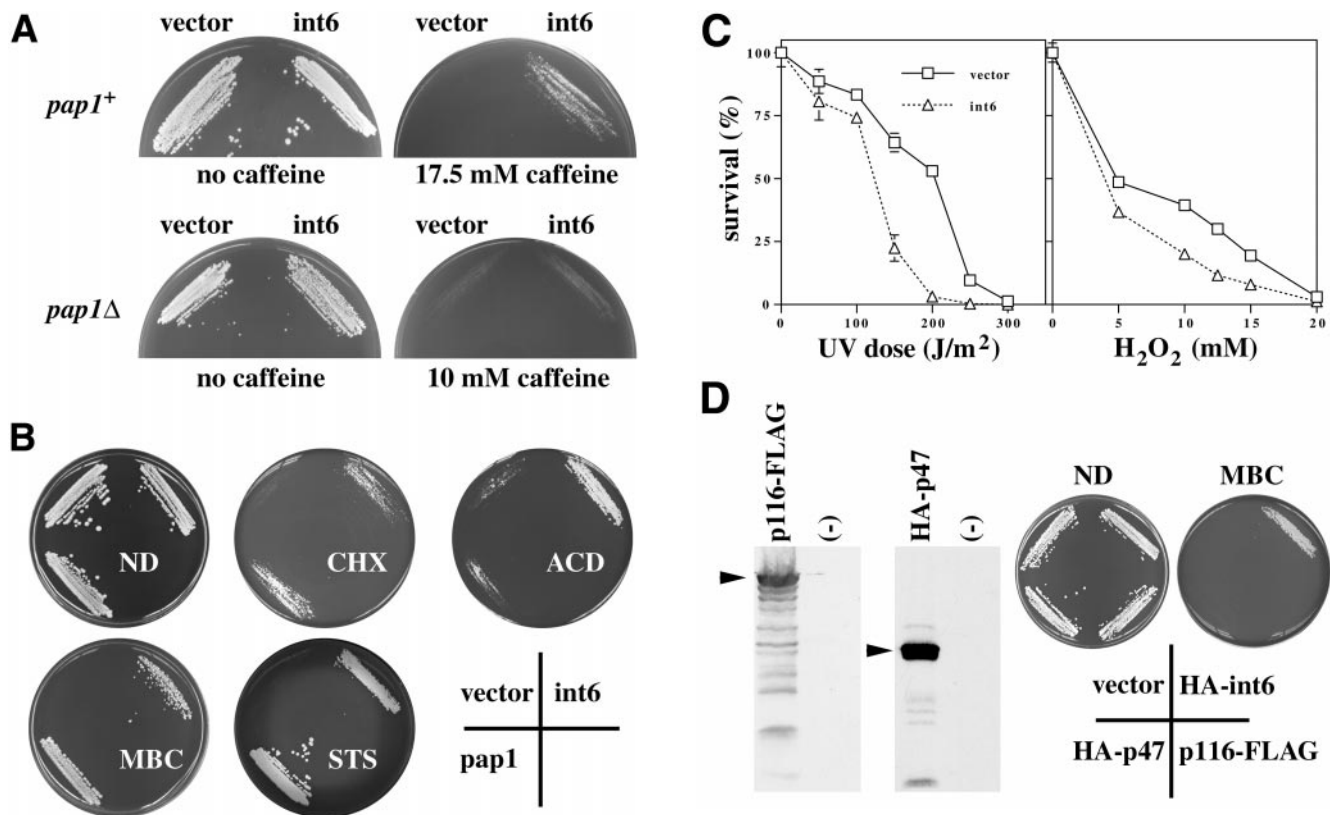 A
vector int6
vector int6
pap1+
no caffeine
17.5 mM caffeine
vector int6
vector int6
pap1Δ
no caffeine
10 mM caffeine
B
ND
CHX
ACD
MBC
STS
vector int6
pap1
C
survival (%)
100
75
50
25
0
vector
int6
0 100 200 300
UV dose (J/m²)
0 5 10 15 20
H₂O₂ (mM)
D
p116-FLAG
(-)
HA-p47
(-)
ND
MBC
vector HA-int6
HA-p47 p116-FLAG